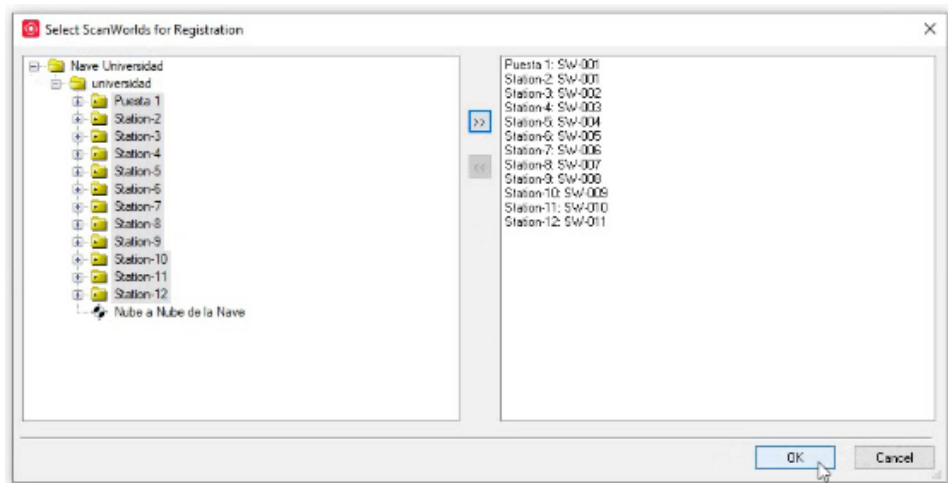 Select ScanWorlds for Registration
Nave Universidad
universidad
Puesta 1
Station-2
Station-3
Station-4
Station-5
Station-6
Station-7
Station-8
Station-9
Station-10
Station-11
Station-12
Nube a Nube de la Nave
>>
<<
Puesta 1: SW-001
Station-2: SW-001
Station-3: SW-002
Station-4: SW-003
Station-5: SW-004
Station-6: SW-005
Station-7: SW-006
Station-8: SW-007
Station-9: SW-008
Station-10: SW-009
Station-11: SW-010
Station-12: SW-011
OK
Cancel